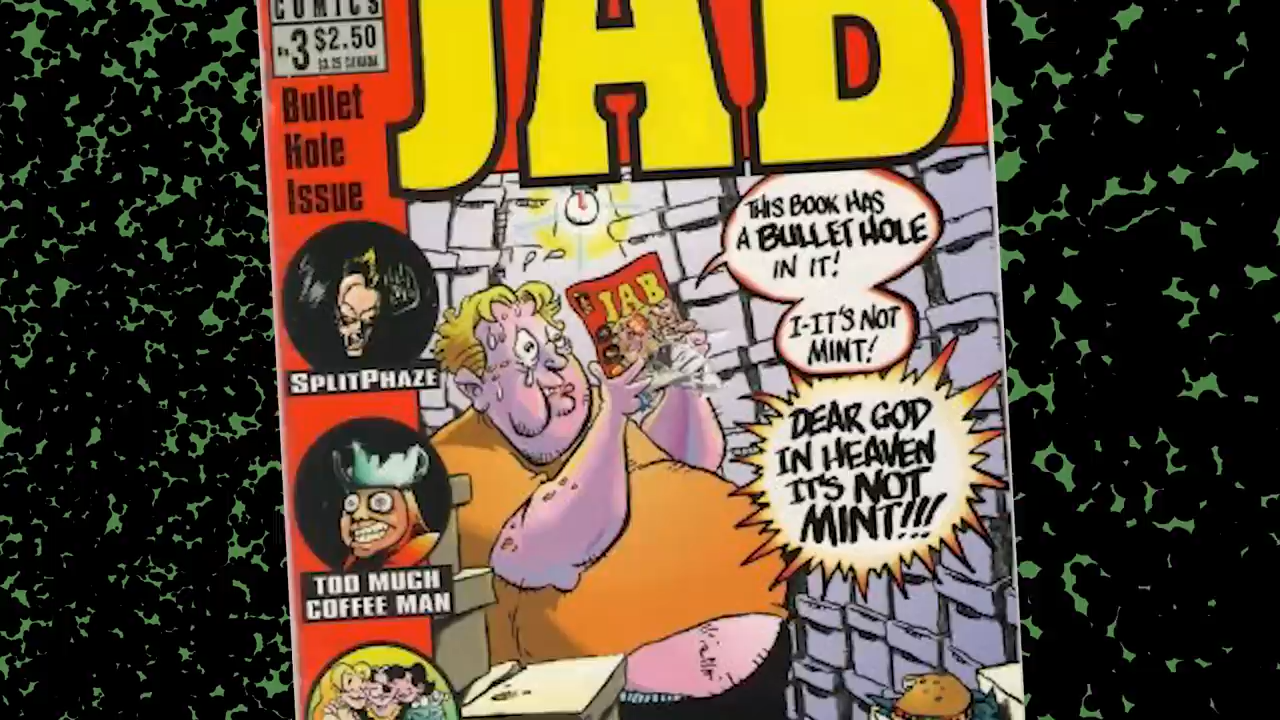 COMICS
No. 3 $2.50
$3.25 CANADA
JAB
Bullet
Hole
Issue
SPLITPHAZE
TOO MUCH
COFFEE MAN
THIS BOOK HAS
A BULLET HOLE
IN IT!
I-IT'S NOT
MINT!
DEAR GOD
IN HEAVEN
IT'S NOT
MINT!!!
JAB